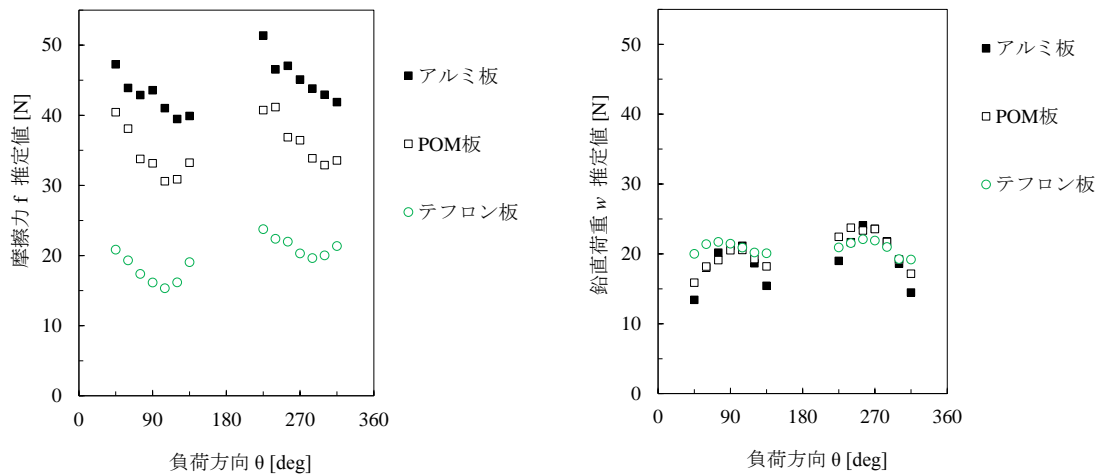 摩擦力 f 推定値 [N]
50
40
30
20
10
0
0 90 180 270 360
負荷方向 θ [deg]
アルミ板
POM板
テフロン板
鉛直荷重 w 推定値 [N]
50
40
30
20
10
0
0 90 180 270 360
負荷方向 θ [deg]
アルミ板
POM板
テフロン板